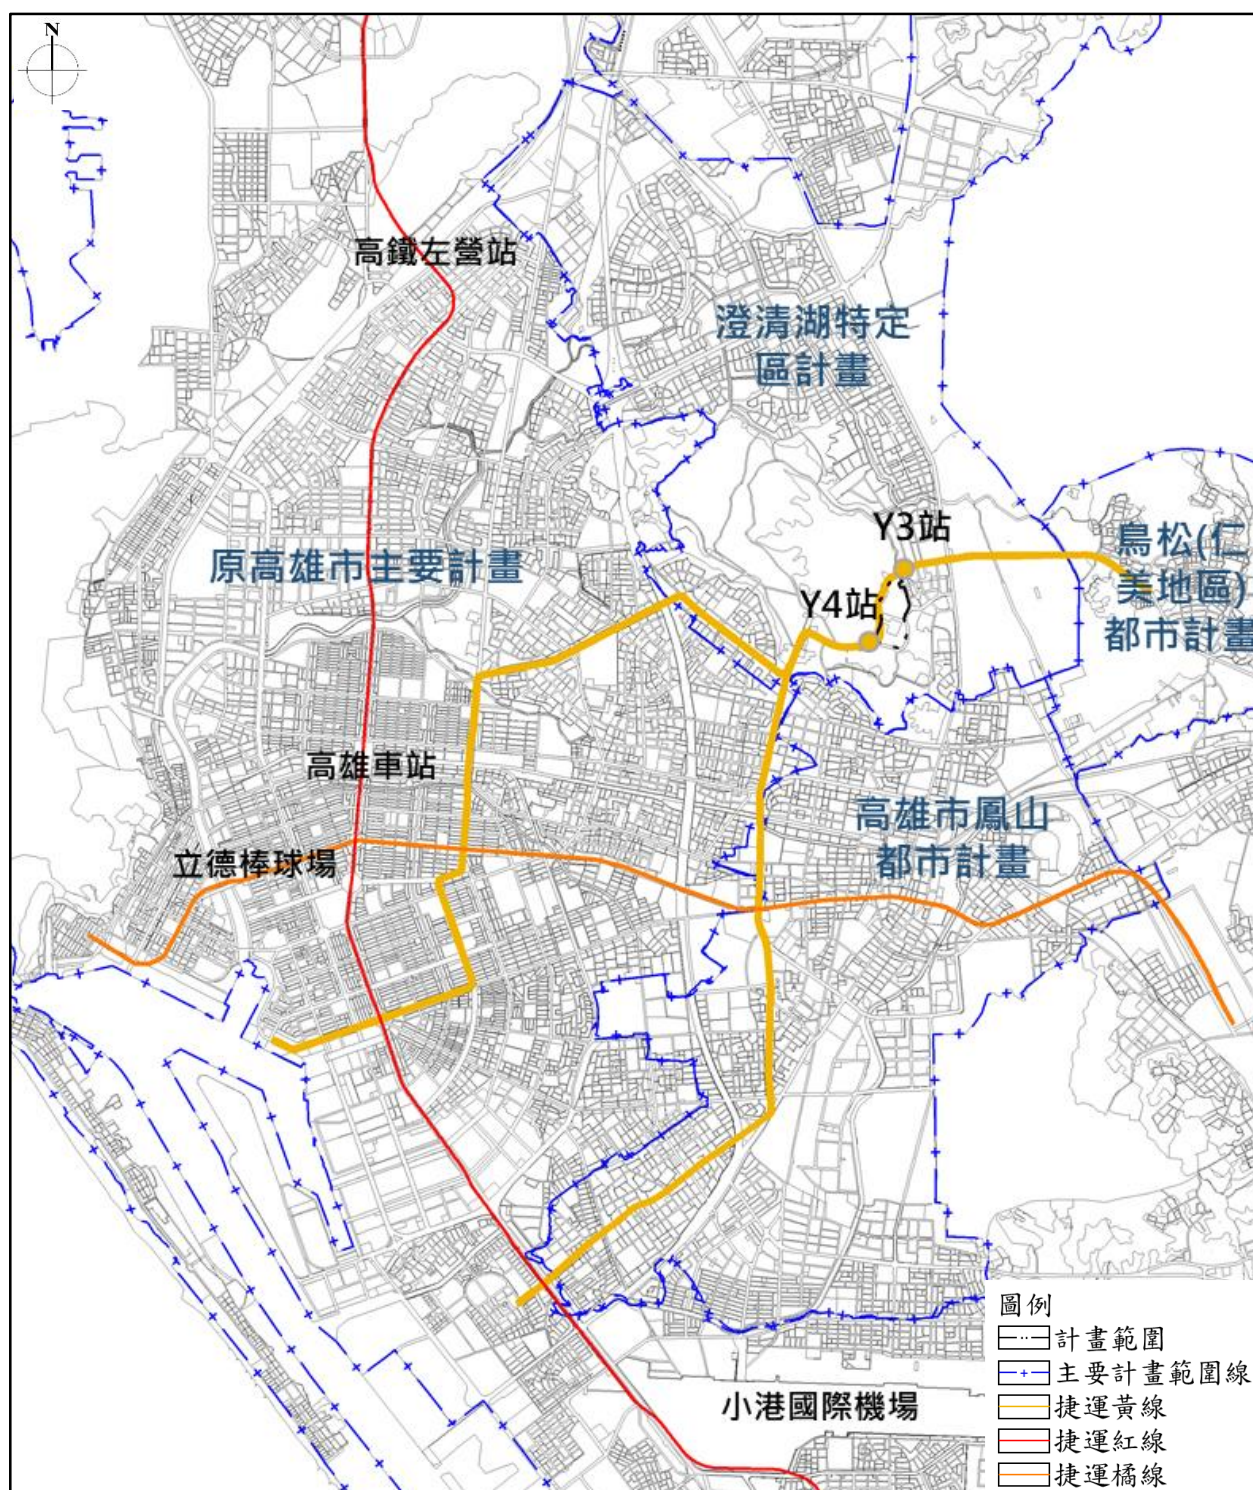 N
高鐵左營站
澄清湖特定
區計畫
Y3站
鳥松(仁
美地區)
都市計畫
原高雄市主要計畫
Y4站
高雄車站
高雄市鳳山
都市計畫
立德棒球場
小港國際機場
圖例
計畫範圍
主要計畫範圍線
捷運黃線
捷運紅線
捷運橘線